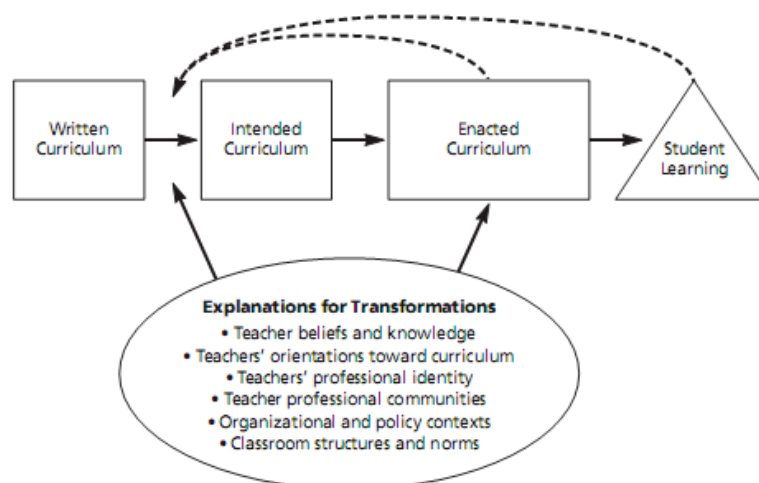 Written
Curriculum
Intended
Curriculum
Enacted
Curriculum
Student
Learning
Explanations for Transformations
• Teacher beliefs and knowledge
• Teachers' orientations toward curriculum
• Teachers' professional identity
• Teacher professional communities
• Organizational and policy contexts
• Classroom structures and norms